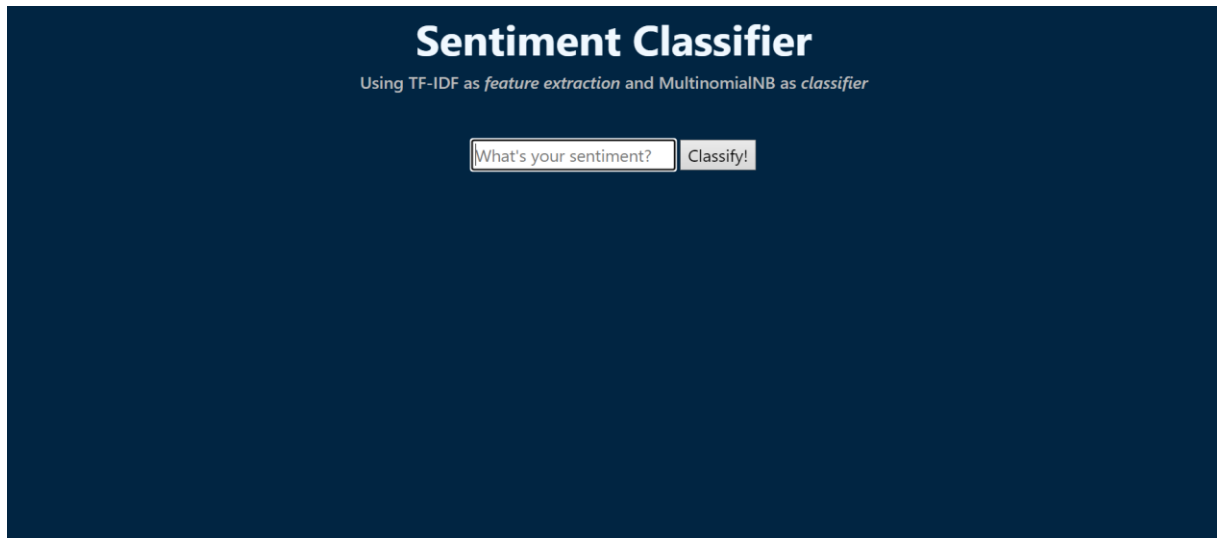 Sentiment Classifier
Using TF-IDF as feature extraction and MultinomialNB as classifier
What's your sentiment? Classify!